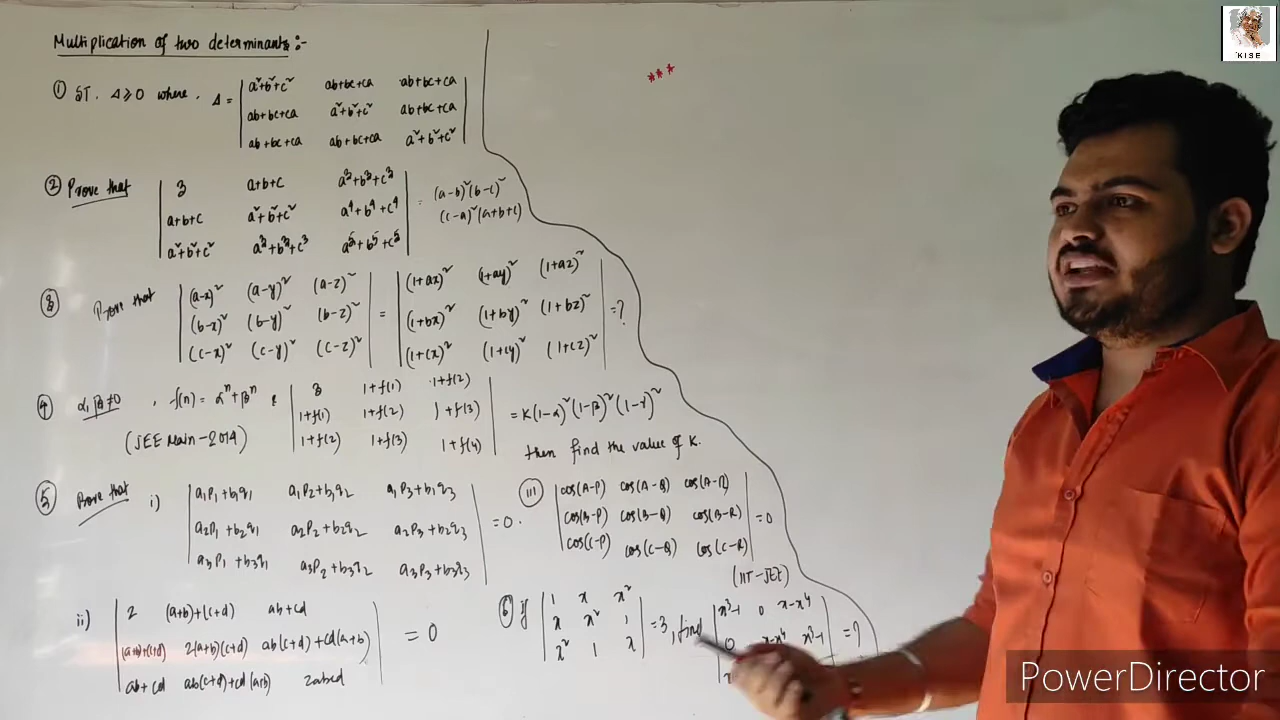 Multiplication of two determinants:-
① ST. Δ ≥ 0 where. Δ = | a²+b²+c² ab+bc+ca ab+bc+ca |
| ab+bc+ca a²+b²+c² ab+bc+ca |
| ab+bc+ca ab+bc+ca a²+b²+c² |
② Prove that | 3 a+b+c a³+b³+c³ |
| a+b+c a²+b²+c² a⁴+b⁴+c⁴ | = (a-b)²(b-c)²
(c-a)²(a+b+c)
| a²+b²+c² a³+b³+c³ a⁵+b⁵+c⁵ |
③ Prove that | (a-x)² (a-y)² (a-z)² | = | (1+ax)² (1+ay)² (1+az)² | = ?
| (b-x)² (b-y)² (b-z)² | | (1+bx)² (1+by)² (1+bz)² |
| (c-x)² (c-y)² (c-z)² | | (1+cx)² (1+cy)² (1+cz)² |
④ α, β ≠ 0 , f(n) = αⁿ + βⁿ & | 3 1+f(1) 1+f(2) |
| 1+f(1) 1+f(2) 1+f(3) | = K(1-α)²(1-β)²(1-γ)²
(JEE Main - 2014) | 1+f(2) 1+f(3) 1+f(4) | then find the value of K.
⑤ Prove that i) | a₁p₁+b₁q₁ a₁p₂+b₁q₂ a₁p₃+b₁q₃ |
| a₂p₁+b₂q₁ a₂p₂+b₂q₂ a₂p₃+b₂q₃ | = 0.
| a₃p₁+b₃q₁ a₃p₂+b₃q₂ a₃p₃+b₃q₃ |
iii) | cos(A-P) cos(A-Q) cos(A-R) |
| cos(B-P) cos(B-Q) cos(B-R) | = 0
| cos(C-P) cos(C-Q) cos(C-R) |
(IIT-JEE)
ii) | 2 (a+b)+(c+d) ab+cd |
| (a+b)+(c+d) 2(a+b)(c+d) ab(c+d)+cd(a+b) | = 0
| ab+cd ab(c+d)+cd(a+b) 2abcd |
⑥ If | 1 x x² | = 3, find | x³-1 0 x-x⁴ | = ?
| x x² 1 | | 0 x-x⁴ x³-1 |
| x² 1 x |
***
KISE
PowerDirector